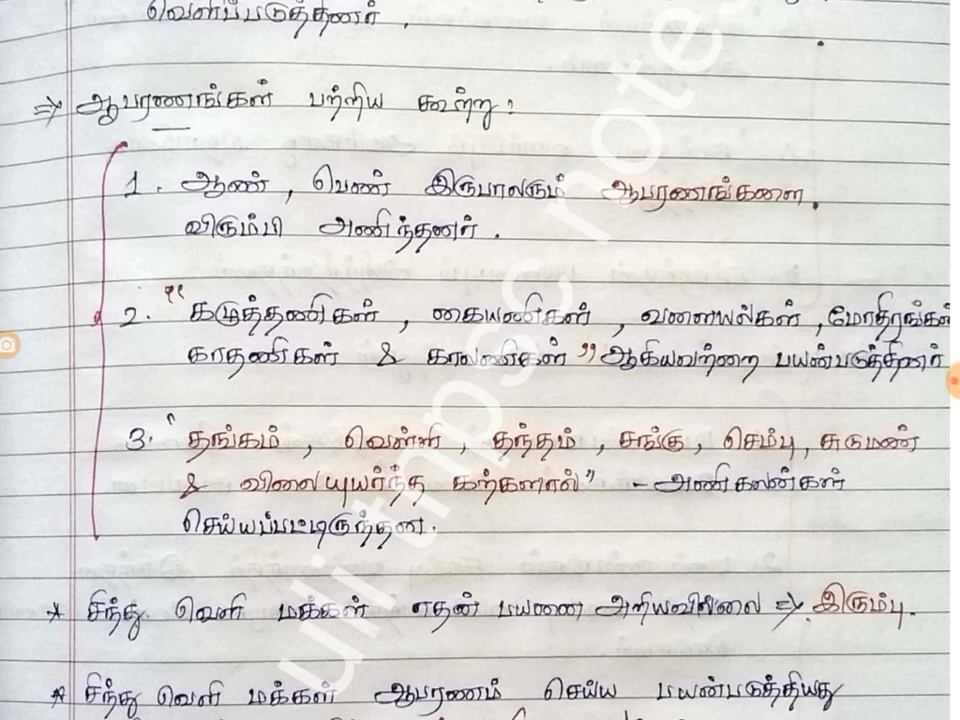 வெளிப்படுத்தினர்.
=> ஆபரணங்கள் பற்றிய கூற்று:
1. ஆண், பெண் இருபாலரும் ஆபரணங்களை
விரும்பி அணிந்தனர்.
2. "கழுத்தணிகள், கையணிகள், வளையல்கள், மோதிரங்கள்
காதணிகள் & காலணிகள்" ஆகியவற்றை பயன்படுத்தினர்
3. "தங்கம், வெள்ளி, தந்தம், சங்கு, செம்பு, சுடுமண்
& விலையுயர்ந்த கற்களால்" - அணிகலன்கள்
செய்யப்பட்டிருந்தன.
* சிந்து வெளி மக்கள் எதன் பயனை அறியவில்லை => இரும்பு.
* சிந்து வெளி மக்கள் ஆபரணம் செய்ய பயன்படுத்தியது